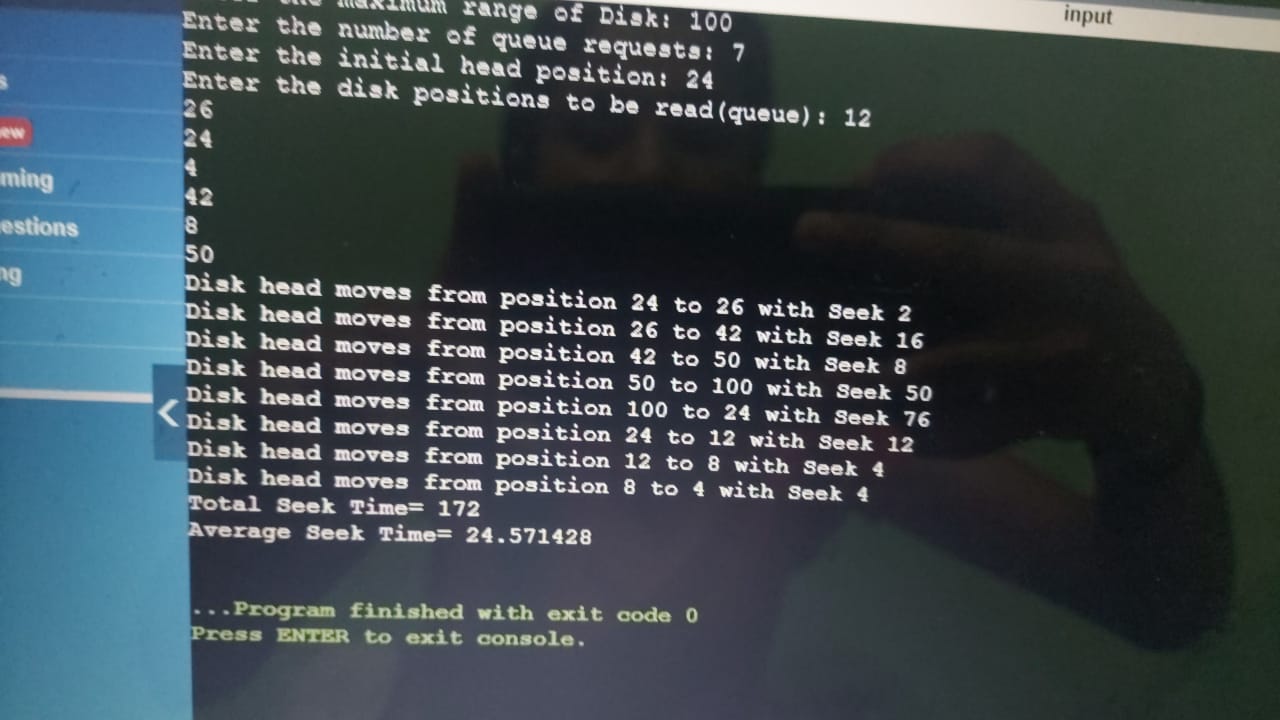 input
maximum range of Disk: 100
Enter the number of queue requests: 7
Enter the initial head position: 24
Enter the disk positions to be read(queue): 12
26
24
4
42
8
50
Disk head moves from position 24 to 26 with Seek 2
Disk head moves from position 26 to 42 with Seek 16
Disk head moves from position 42 to 50 with Seek 8
Disk head moves from position 50 to 100 with Seek 50
Disk head moves from position 100 to 24 with Seek 76
Disk head moves from position 24 to 12 with Seek 12
Disk head moves from position 12 to 8 with Seek 4
Disk head moves from position 8 to 4 with Seek 4
Total Seek Time= 172
Average Seek Time= 24.571428
...Program finished with exit code 0
Press ENTER to exit console.
s
ew
ming
estions
ng